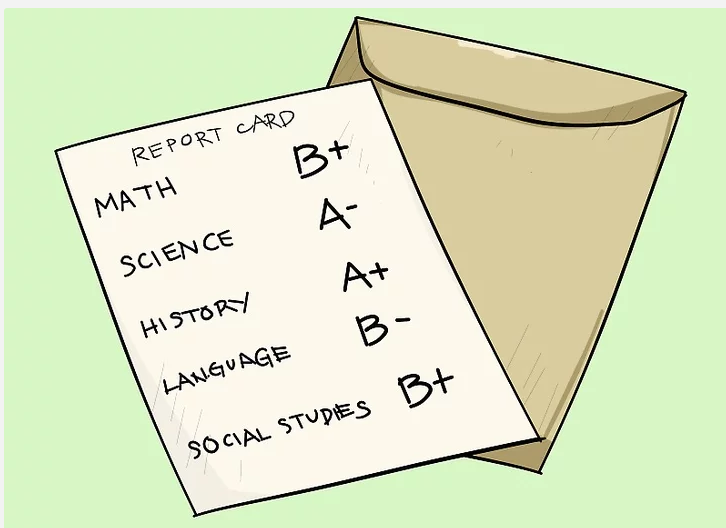 REPORT CARD
MATH B+
SCIENCE A-
HISTORY A+
LANGUAGE B-
SOCIAL STUDIES B+